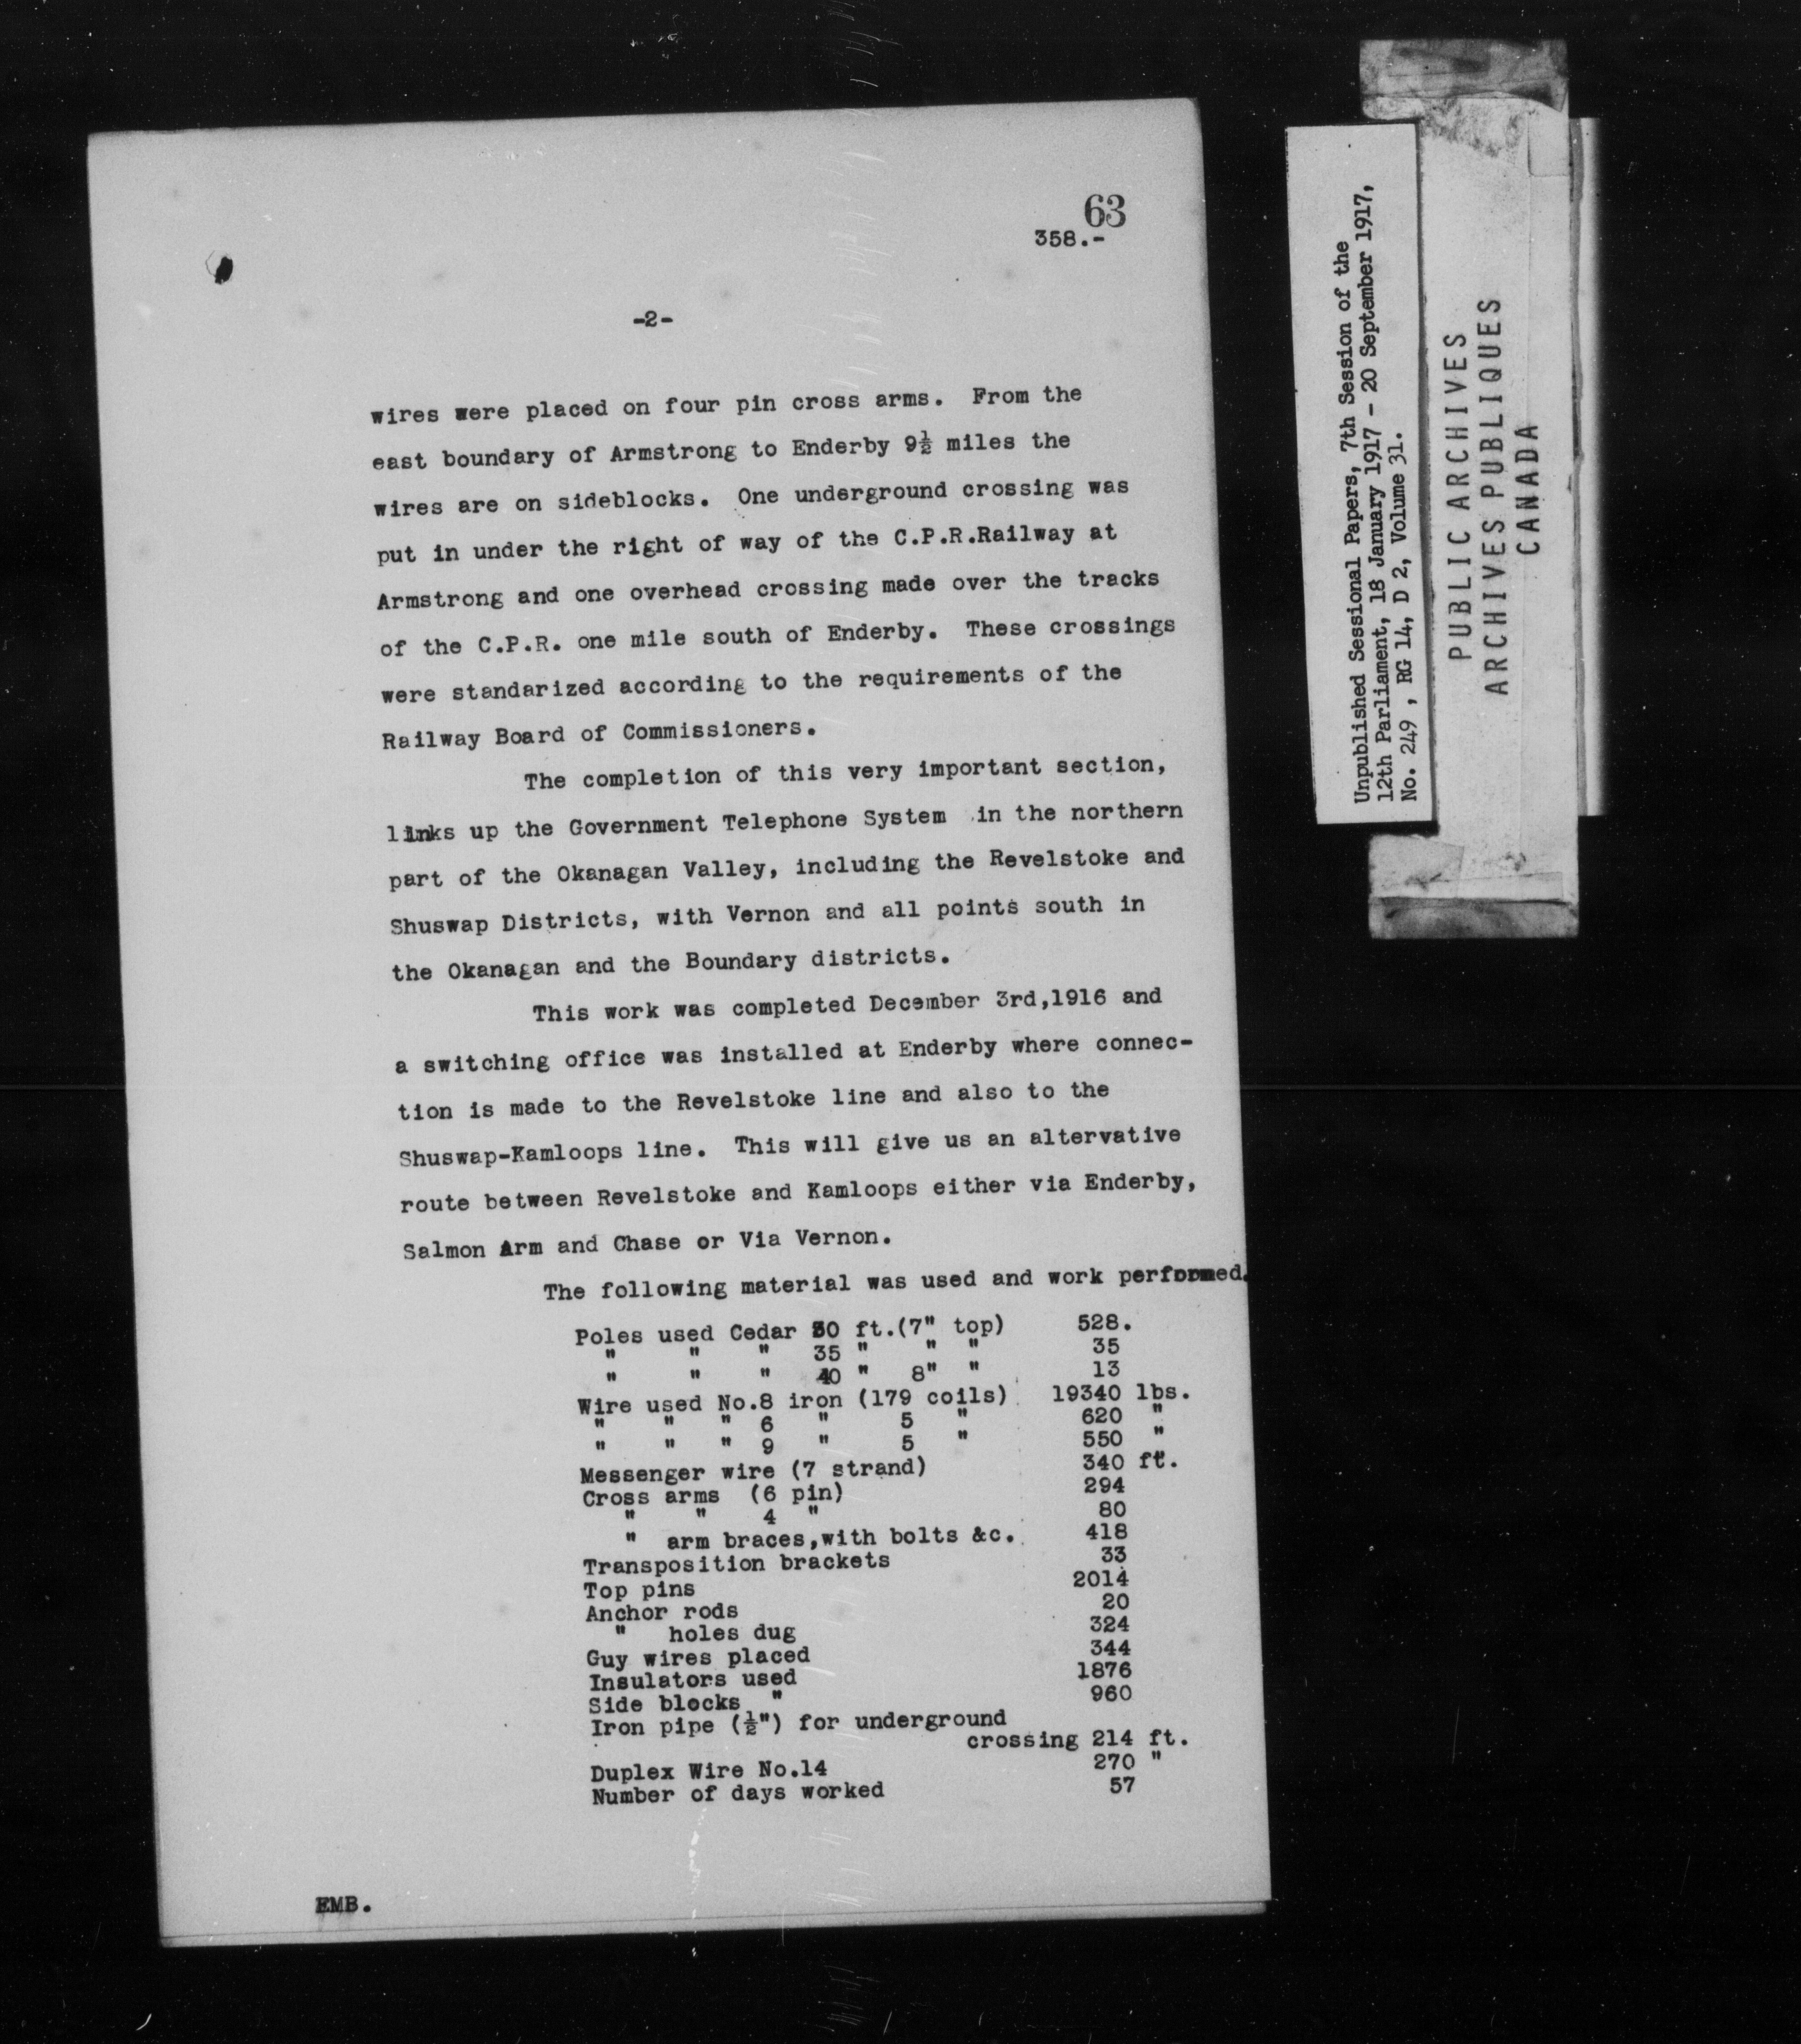 63
358.-
-2-
wires were placed on four pin cross arms. From the
east boundary of Armstrong to Enderby 9½ miles the
wires are on sideblocks. One underground crossing was
put in under the right of way of the C.P.R.Railway at
Armstrong and one overhead crossing made over the tracks
of the C.P.R. one mile south of Enderby. These crossings
were standarized according to the requirements of the
Railway Board of Commissioners.
The completion of this very important section,
links up the Government Telephone System in the northern
part of the Okanagan Valley, including the Revelstoke and
Shuswap Districts, with Vernon and all points south in
the Okanagan and the Boundary districts.
This work was completed December 3rd,1916 and
a switching office was installed at Enderby where connec-
tion is made to the Revelstoke line and also to the
Shuswap-Kamloops line. This will give us an altervative
route between Revelstoke and Kamloops either via Enderby,
Salmon Arm and Chase or Via Vernon.
The following material was used and work performed.
Poles used Cedar 30 ft.(7" top) 528.
" " " 35 " " " 35
" " " 40 " 8" " 13
Wire used No.8 iron (179 coils) 19340 lbs.
" " " 6 " 5 " 620 "
" " " 9 " 5 " 550 "
Messenger wire (7 strand) 340 ft.
Cross arms (6 pin) 294
" " 4 " 80
" arm braces,with bolts &c. 418
Transposition brackets 33
Top pins 2014
Anchor rods 20
" holes dug 324
Guy wires placed 344
Insulators used 1876
Side blocks " 960
Iron pipe (½") for underground
crossing 214 ft.
Duplex Wire No.14 270 "
Number of days worked 57
EMB.
Unpublished Sessional Papers, 7th Session of the
12th Parliament, 18 January 1917 - 20 September 1917,
No. 249 , RG 14, D 2, Volume 31.
PUBLIC ARCHIVES
ARCHIVES PUBLIQUES
CANADA